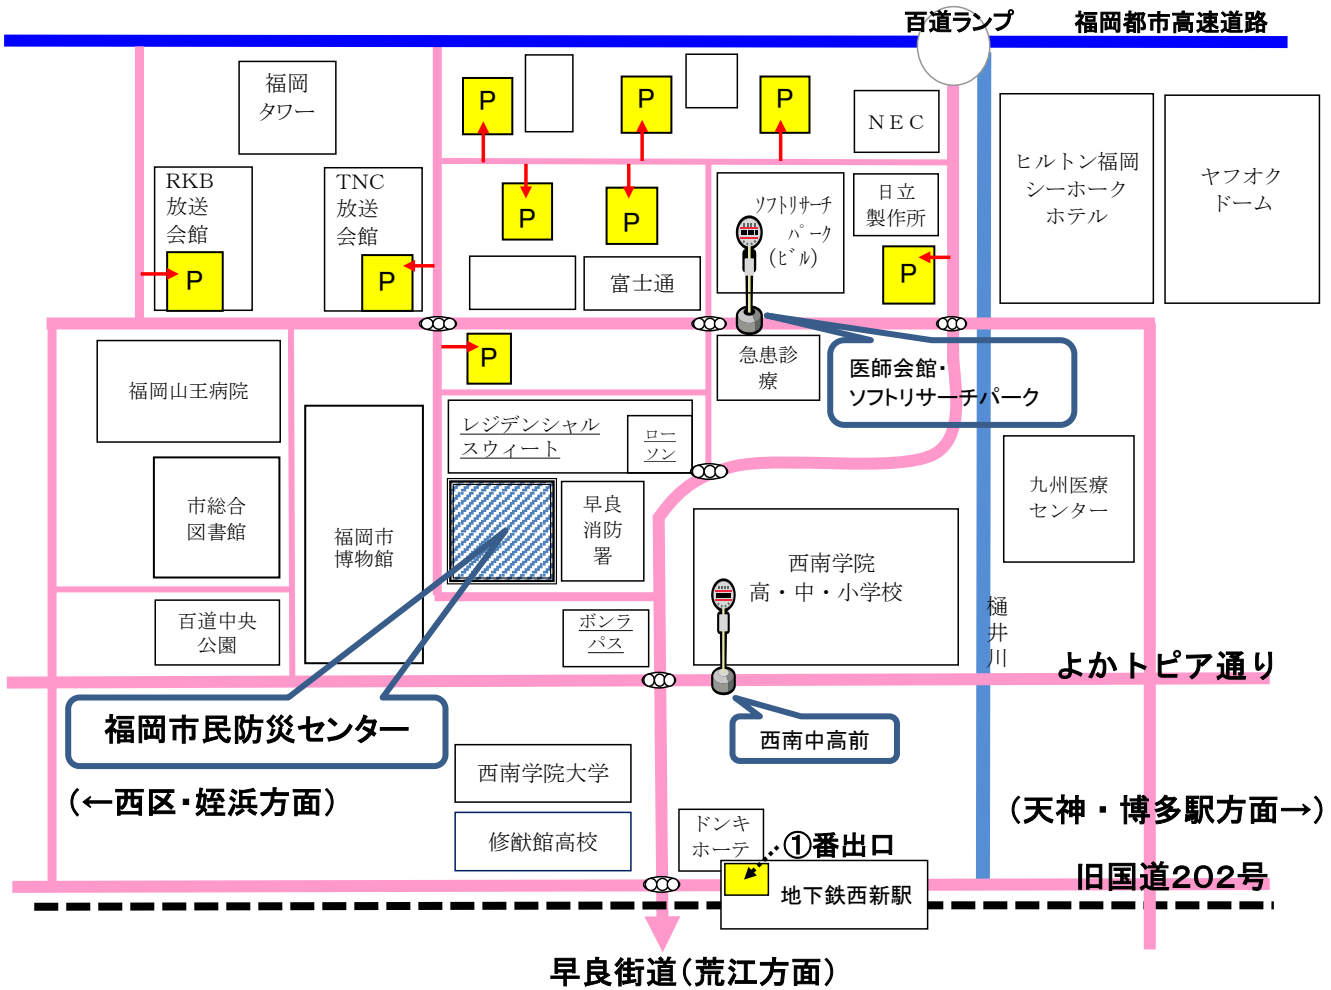 百道ランプ
福岡都市高速道路
福岡
タワー
P
P
P
NEC
ヒルトン福岡
シーホーク
ホテル
ヤフオク
ドーム
RKB
放送
会館
P
TNC
放送
会館
P
P
P
ソフトリサーチ
パーク
(ビル)
日立
製作所
P
富士通
P
急患診
療
医師会館・
ソフトリサーチパーク
福岡山王病院
レジデンシャル
スウィート
ロー
ソン
市総合
図書館
福岡市
博物館
早良
消防
署
西南学院
高・中・小学校
九州医療
センター
百道中央
公園
ボンラ
パス
樋井川
よかトピア通り
福岡市民防災センター
西南中高前
西南学院大学
(←西区・姪浜方面)
(天神・博多駅方面→)
修猷館高校
ドンキ
ホーテ
①番出口
旧国道202号
地下鉄西新駅
早良街道(荒江方面)